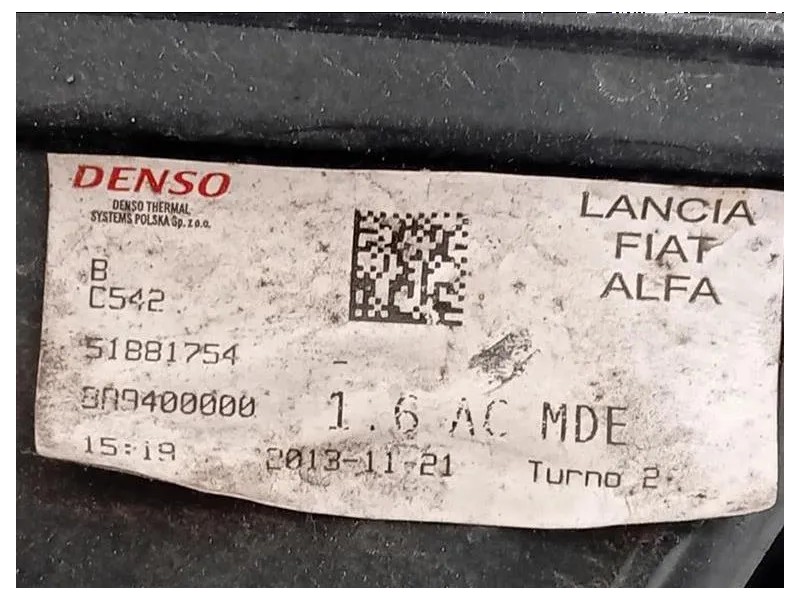 DENSO
DENSO THERMAL
SYSTEMS POLSKA Sp. z o.o.
LANCIA
FIAT
ALFA
B
C542
51881754
8A9400000
1.6 AC MDE
15:19
2013-11-21
Turno 2